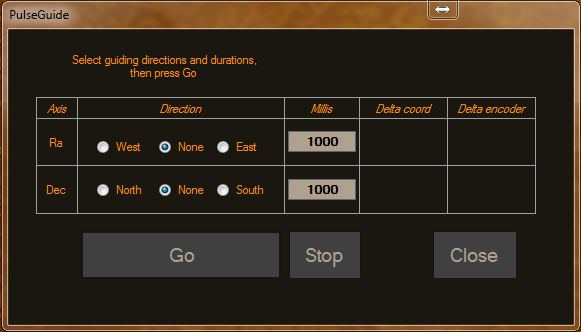 PulseGuide
Select guiding directions and durations,
then press Go
Axis Direction Millis Delta coord Delta encoder
Ra West None East 1000
Dec North None South 1000
Go Stop Close